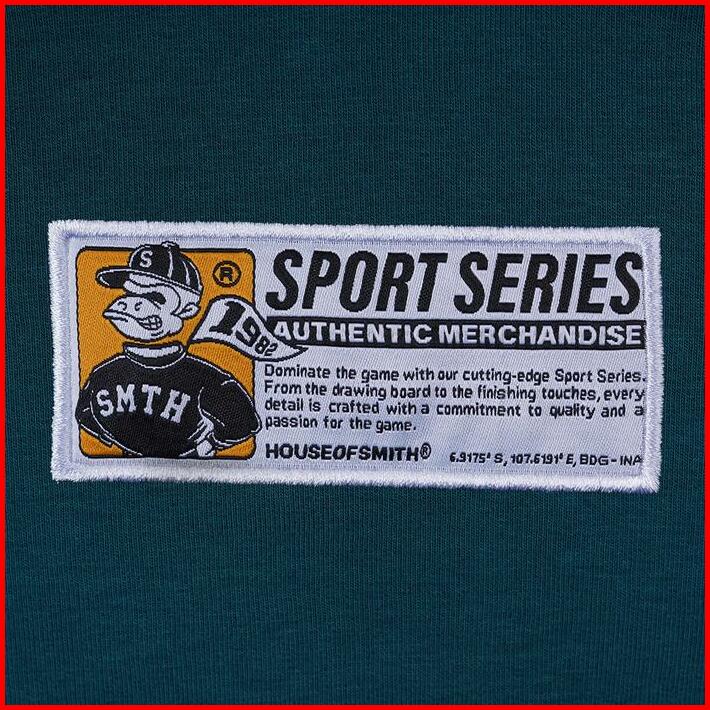 S
®
SPORT SERIES
1982
AUTHENTIC MERCHANDISE
SMTH
Dominate the game with our cutting-edge Sport Series.
From the drawing board to the finishing touches, every
detail is crafted with a commitment to quality and a
passion for the game.
HOUSEOFSMITH®
6.9175° S, 107.6191° E, BDG - INA